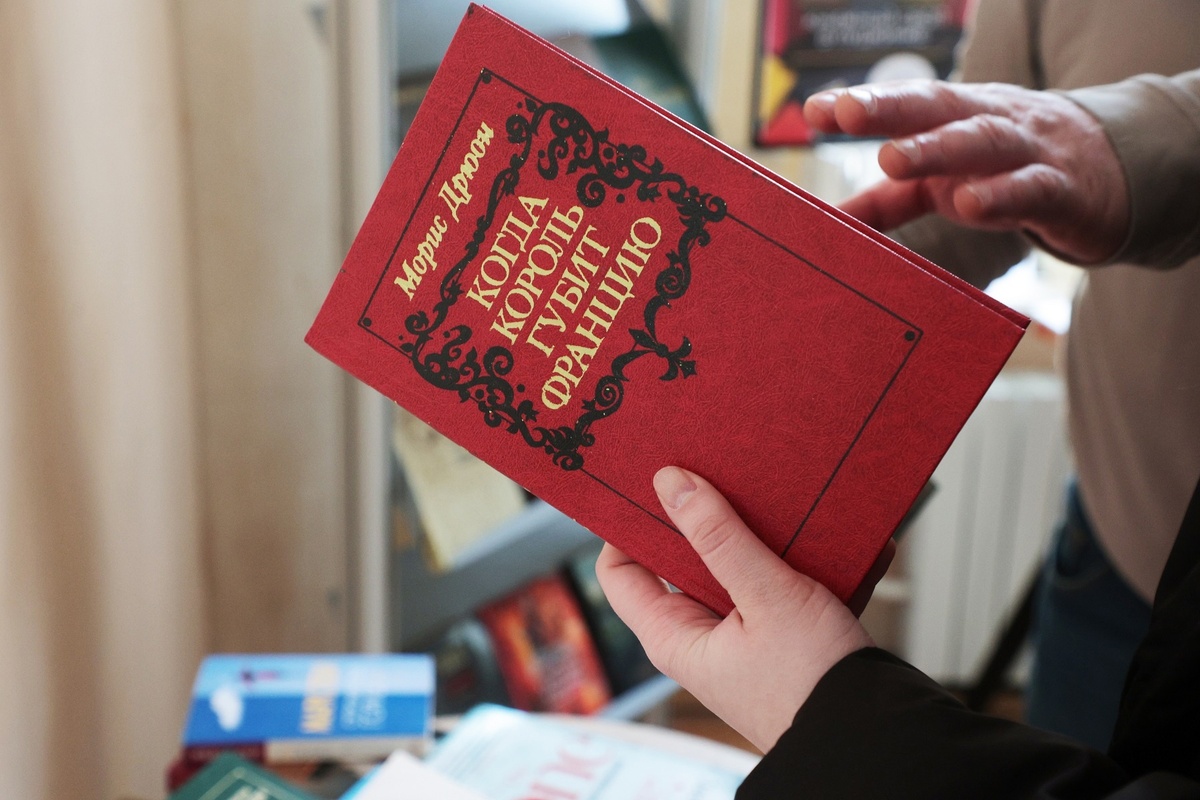 Морис Дрюон
КОГДА
КОРОЛЬ
ГУБИТ
ФРАНЦИЮ